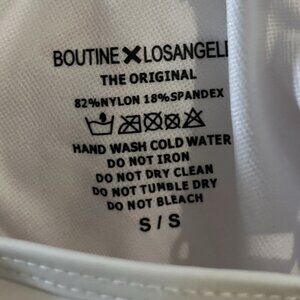 BOUTINE X LOSANGEL
THE ORIGINAL
82%NYLON 18%SPANDEX
HAND WASH COLD WATER
DO NOT IRON
DO NOT DRY CLEAN
DO NOT TUMBLE DRY
DO NOT BLEACH
S / S